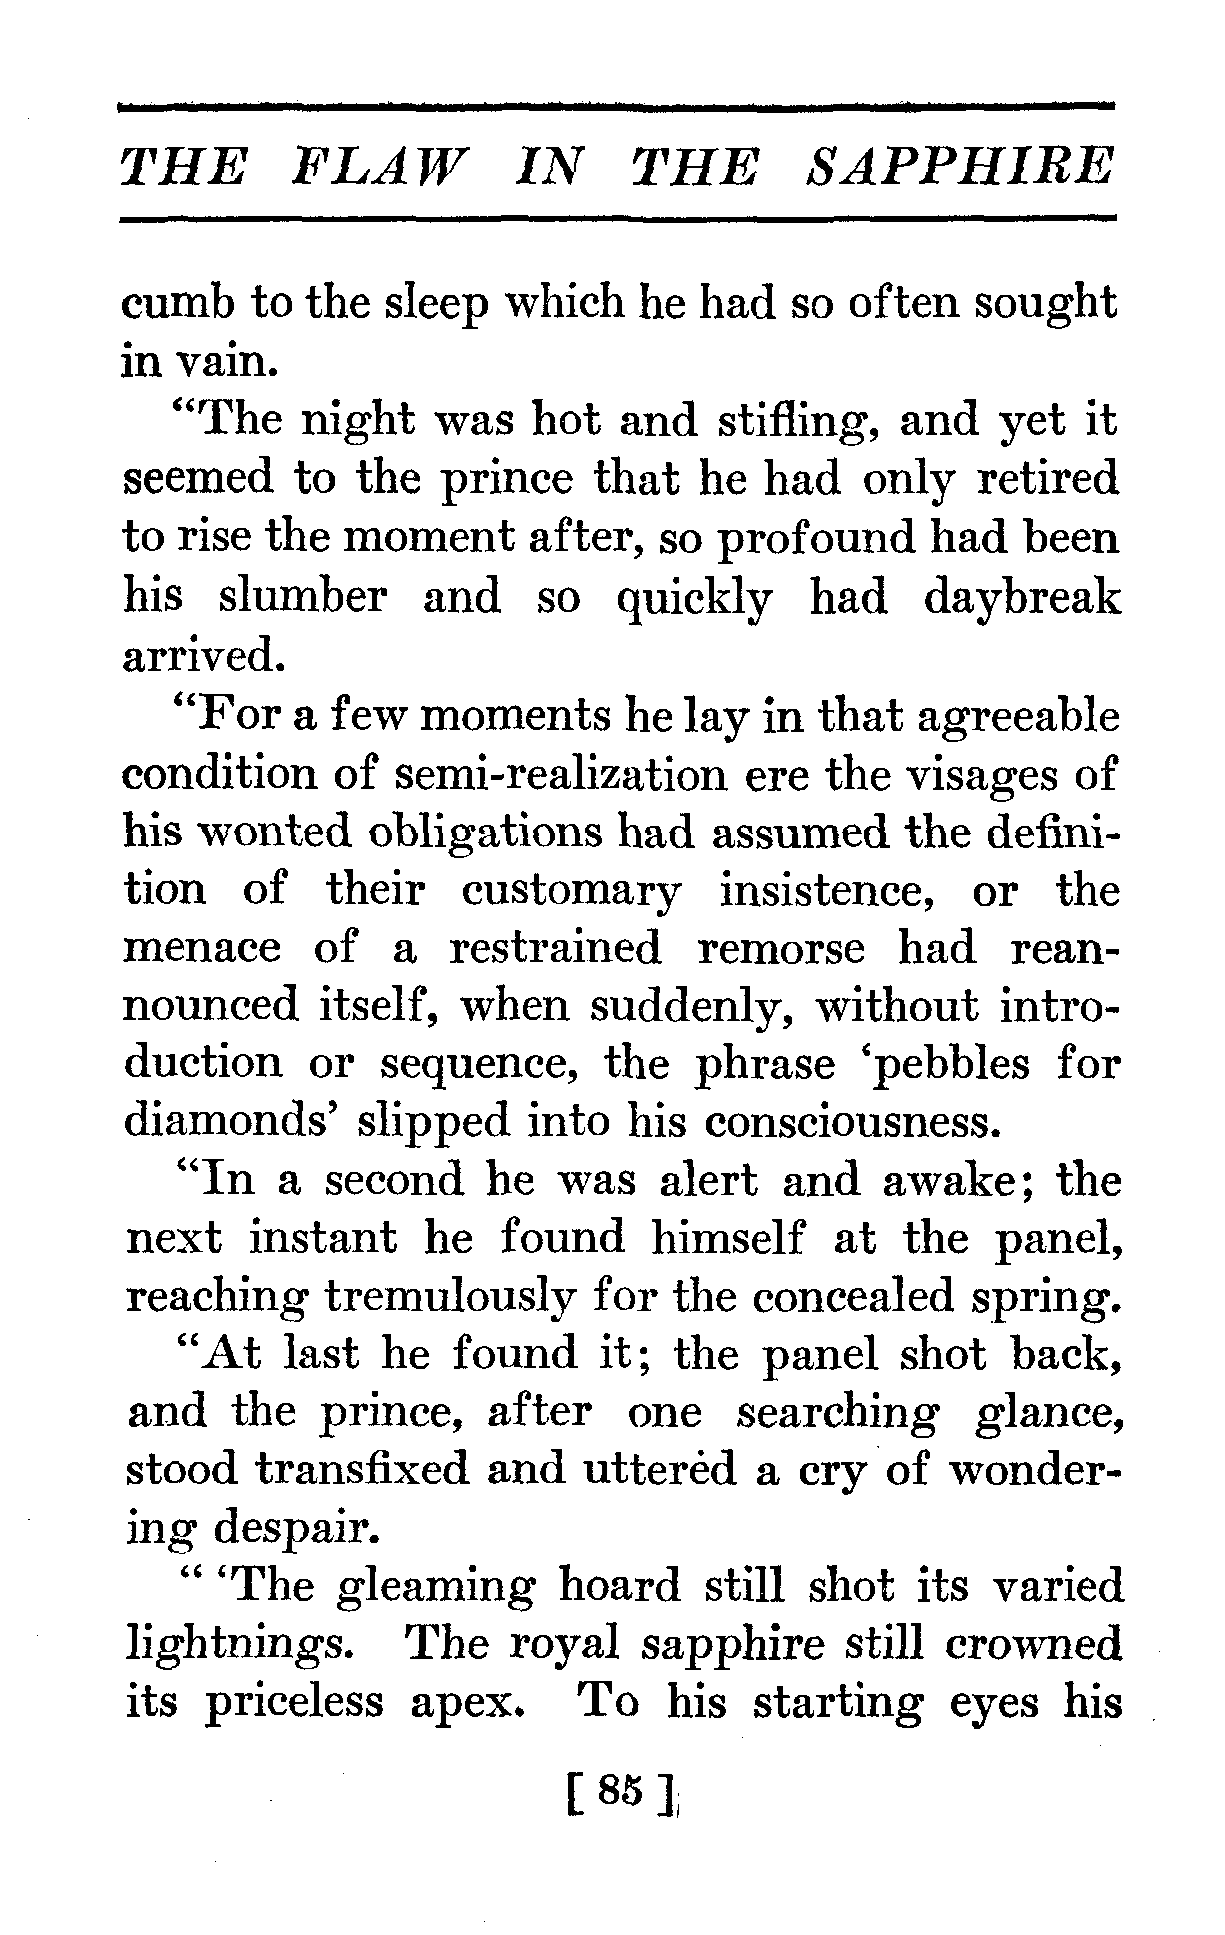 THE FLAW IN THE SAPPHIRE
cumb to the sleep which he had so often sought
in vain.
“The night was hot and stifling, and yet it
seemed to the prince that he had only retired
to rise the moment after, so profound had been
his slumber and so quickly had daybreak
arrived.
“For a few moments he lay in that agreeable
condition of semi-realization ere the visages of
his wonted obligations had assumed the defini-
tion of their customary insistence, or the
menace of a restrained remorse had rean-
nounced itself, when suddenly, without intro-
duction or sequence, the phrase ‘pebbles for
diamonds’ slipped into his consciousness.
“In a second he was alert and awake; the
next instant he found himself at the panel,
reaching tremulously for the concealed spring.
“At last he found it; the panel shot back,
and the prince, after one searching glance,
stood transfixed and uttered a cry of wonder-
ing despair.
“ ‘The gleaming hoard still shot its varied
lightnings. The royal sapphire still crowned
its priceless apex. To his starting eyes his
[ 85 ]